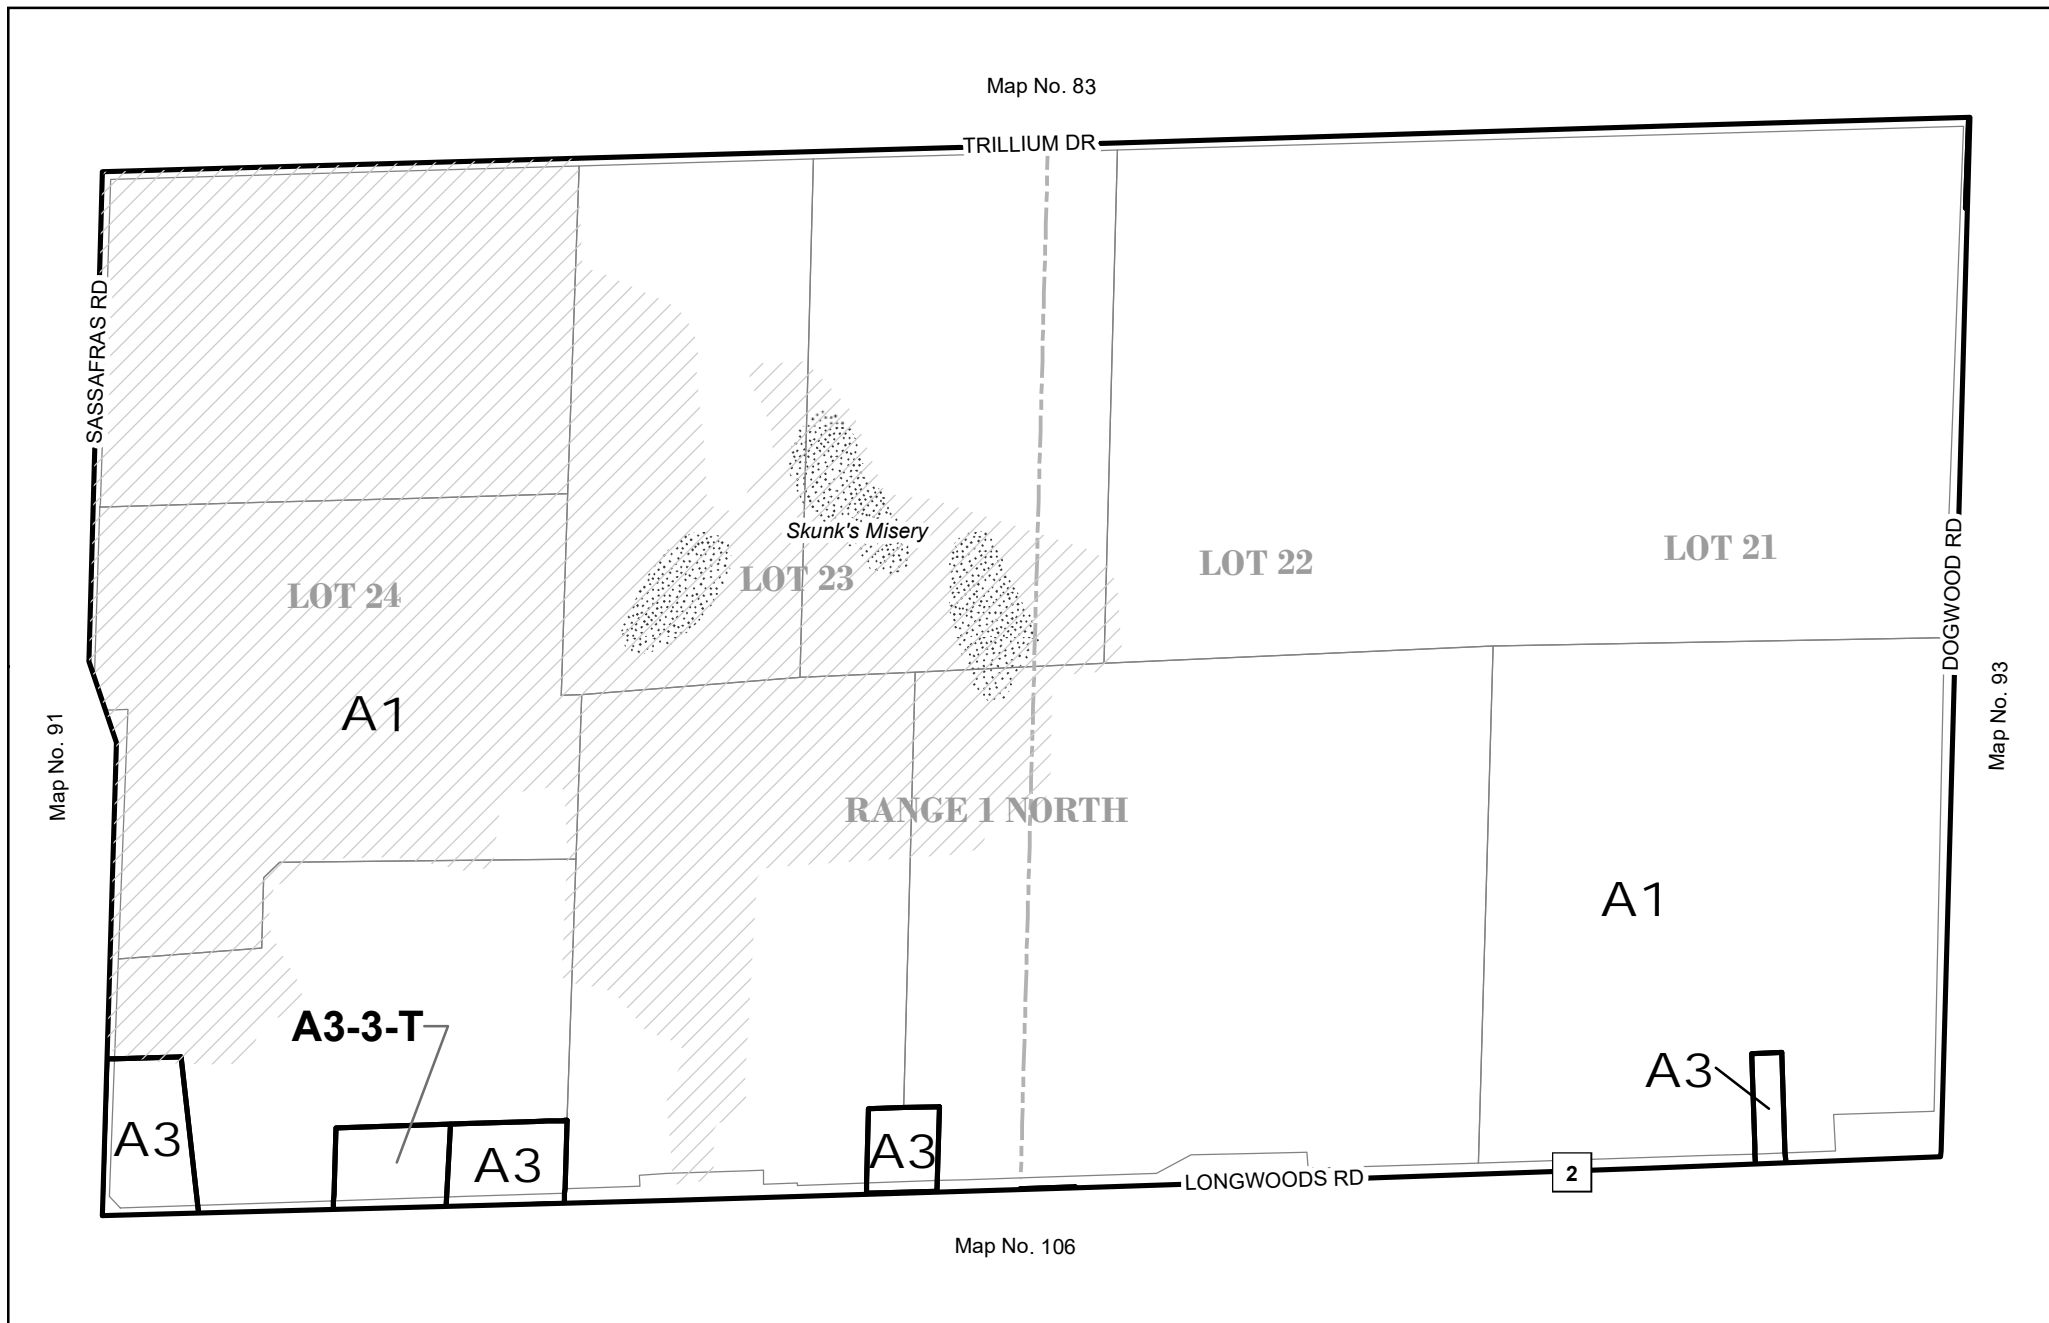 Map No. 83
TRILLIUM DR
SASSAFRAS RD
Skunk's Misery
LOT 24
LOT 23
LOT 22
LOT 21
DOGWOOD RD
A1
Map No. 91
Map No. 93
RANGE 1 NORTH
A1
A3-3-T
A3
A3
A3
A3
LONGWOODS RD
2
Map No. 106